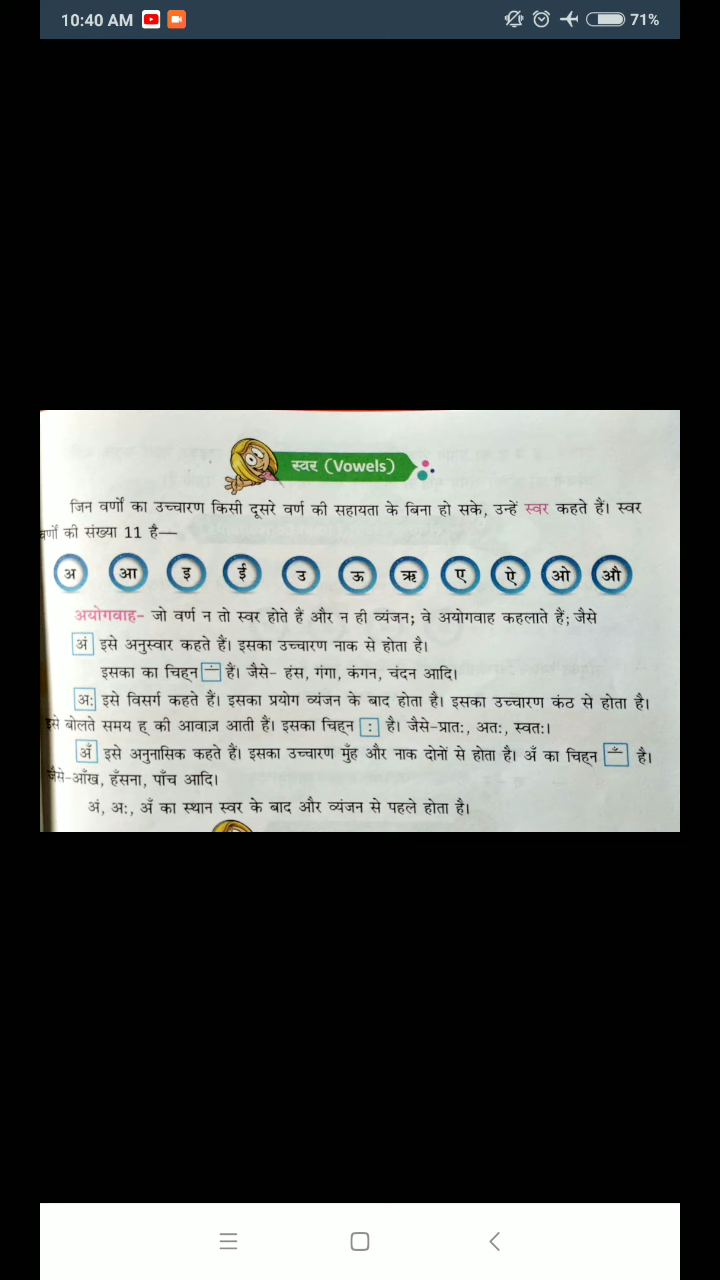 10:40 AM 71%
स्वर (Vowels)
जिन वर्णों का उच्चारण किसी दूसरे वर्ण की सहायता के बिना हो सके, उन्हें स्वर कहते हैं। स्वर
वर्णों की संख्या 11 है—
अ आ इ ई उ ऊ ऋ ए ऐ ओ औ
अयोगवाह- जो वर्ण न तो स्वर होते हैं और न ही व्यंजन; वे अयोगवाह कहलाते हैं; जैसे
अं इसे अनुस्वार कहते हैं। इसका उच्चारण नाक से होता है।
इसका का चिह्न ं हैं। जैसे- हंस, गंगा, कंगन, चंदन आदि।
अ: इसे विसर्ग कहते हैं। इसका प्रयोग व्यंजन के बाद होता है। इसका उच्चारण कंठ से होता है।
इसे बोलते समय ह् की आवाज़ आती हैं। इसका चिह्न : है। जैसे-प्रात:, अत:, स्वत:।
अँ इसे अनुनासिक कहते हैं। इसका उच्चारण मुँह और नाक दोनों से होता है। अँ का चिह्न ँ है।
जैसे-आँख, हँसना, पाँच आदि।
अं, अ:, अँ का स्थान स्वर के बाद और व्यंजन से पहले होता है।